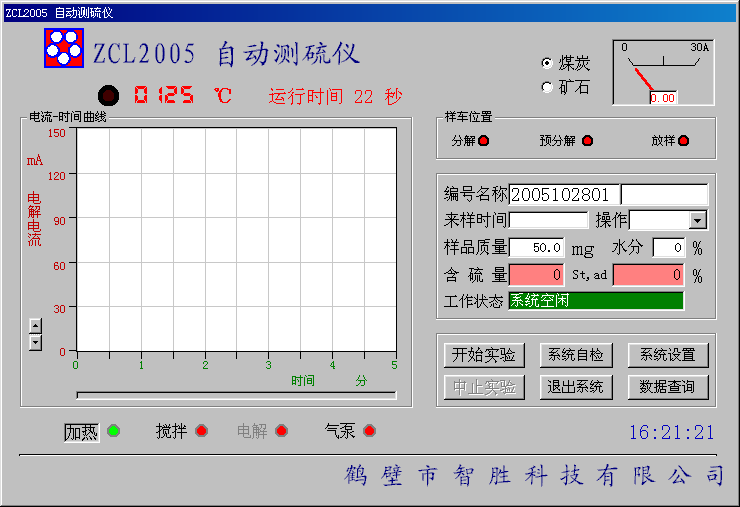 ZCL2005 自动测硫仪
ZCL2005 自动测硫仪
煤炭
矿石
0 30A
0.00
0125 ℃ 运行时间 22 秒
电流-时间曲线
150
mA
120
90
60
30
0
电解电流
0 1 2 3 4 5
时间 分
样车位置
分解 预分解 放样
编号名称 2005102801
来样时间 操作
样品质量 50.0 mg 水分 0 %
含 硫 量 0 St,ad 0 %
工作状态 系统空闲
开始实验 系统自检 系统设置
中止实验 退出系统 数据查询
加热 搅拌 电解 气泵
16:21:21
鹤壁市智胜科技有限公司